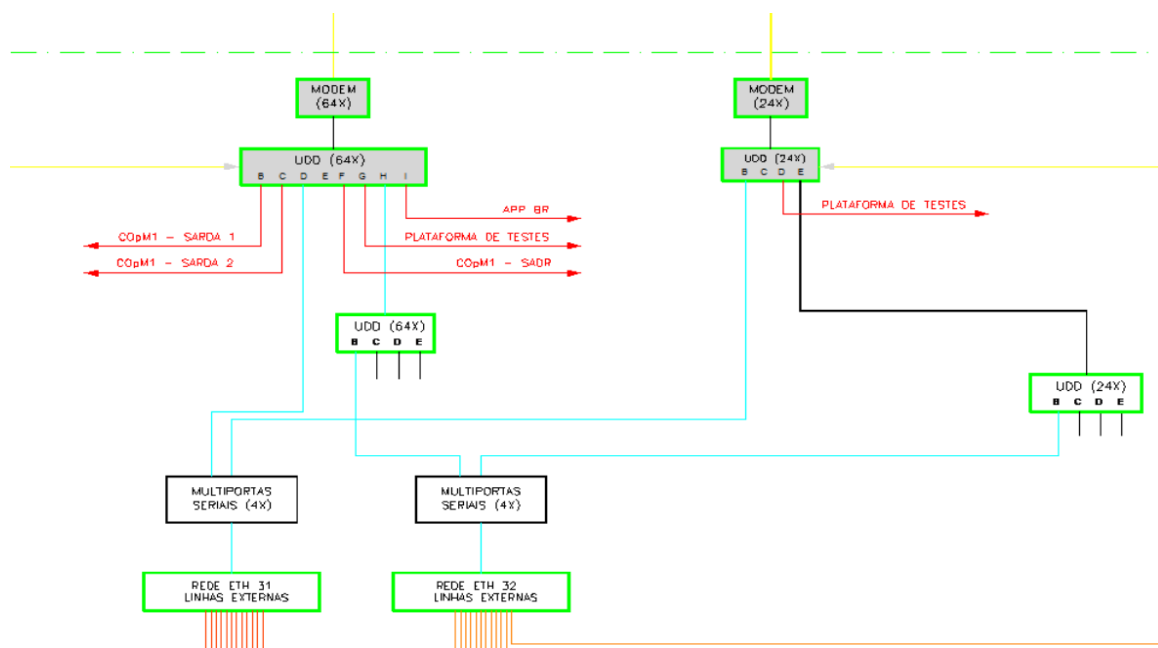 MODEM
(64X)
MODEM
(24X)
UDD (64X)
B C D E F G H I
UDD (24X)
B C D E
APP BR
PLATAFORMA DE TESTES
COpM1 - SARDA 1
PLATAFORMA DE TESTES
COpM1 - SARDA 2
COpM1 - SADR
UDD (64X)
B C D E
UDD (24X)
B C D E
MULTIPORTAS
SERIAIS (4X)
MULTIPORTAS
SERIAIS (4X)
REDE ETH 31
LINHAS EXTERNAS
REDE ETH 32
LINHAS EXTERNAS